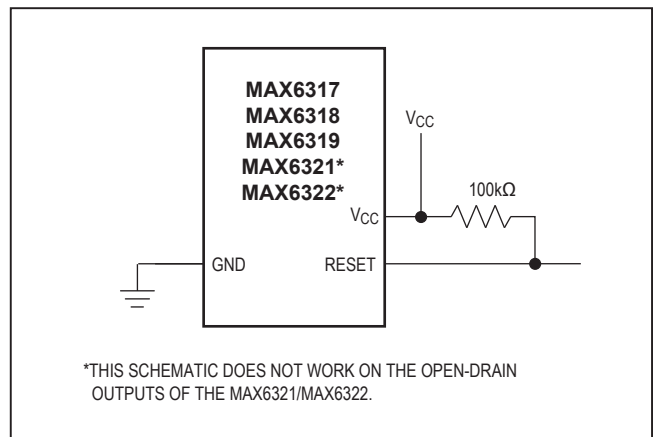 MAX6317
MAX6318
MAX6319
MAX6321*
MAX6322*
VCC
100kΩ
VCC
GND
RESET
*THIS SCHEMATIC DOES NOT WORK ON THE OPEN-DRAIN
OUTPUTS OF THE MAX6321/MAX6322.